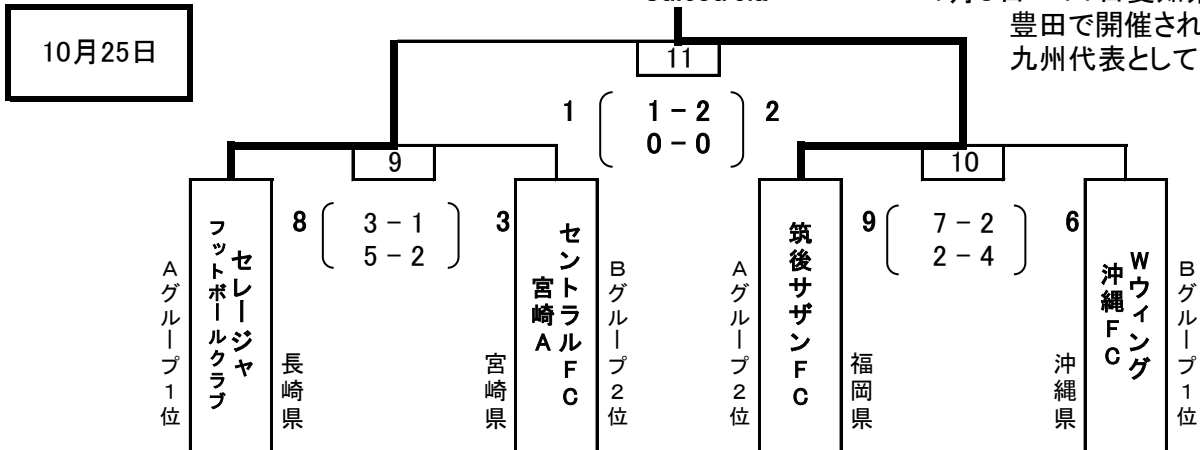 豊田で開催され
九州代表として
10月25日
11
1 1 − 2 2
0 − 0
9
10
8 3 − 1 3
5 − 2
9 7 − 2 6
2 − 4
Aグループ1位
セレージャ
フットボールクラブ
長崎県
宮崎県
セントラルFC
宮崎A
Bグループ2位
Aグループ2位
筑後サザンFC
福岡県
沖縄県
Wウィング
沖縄FC
Bグループ1位